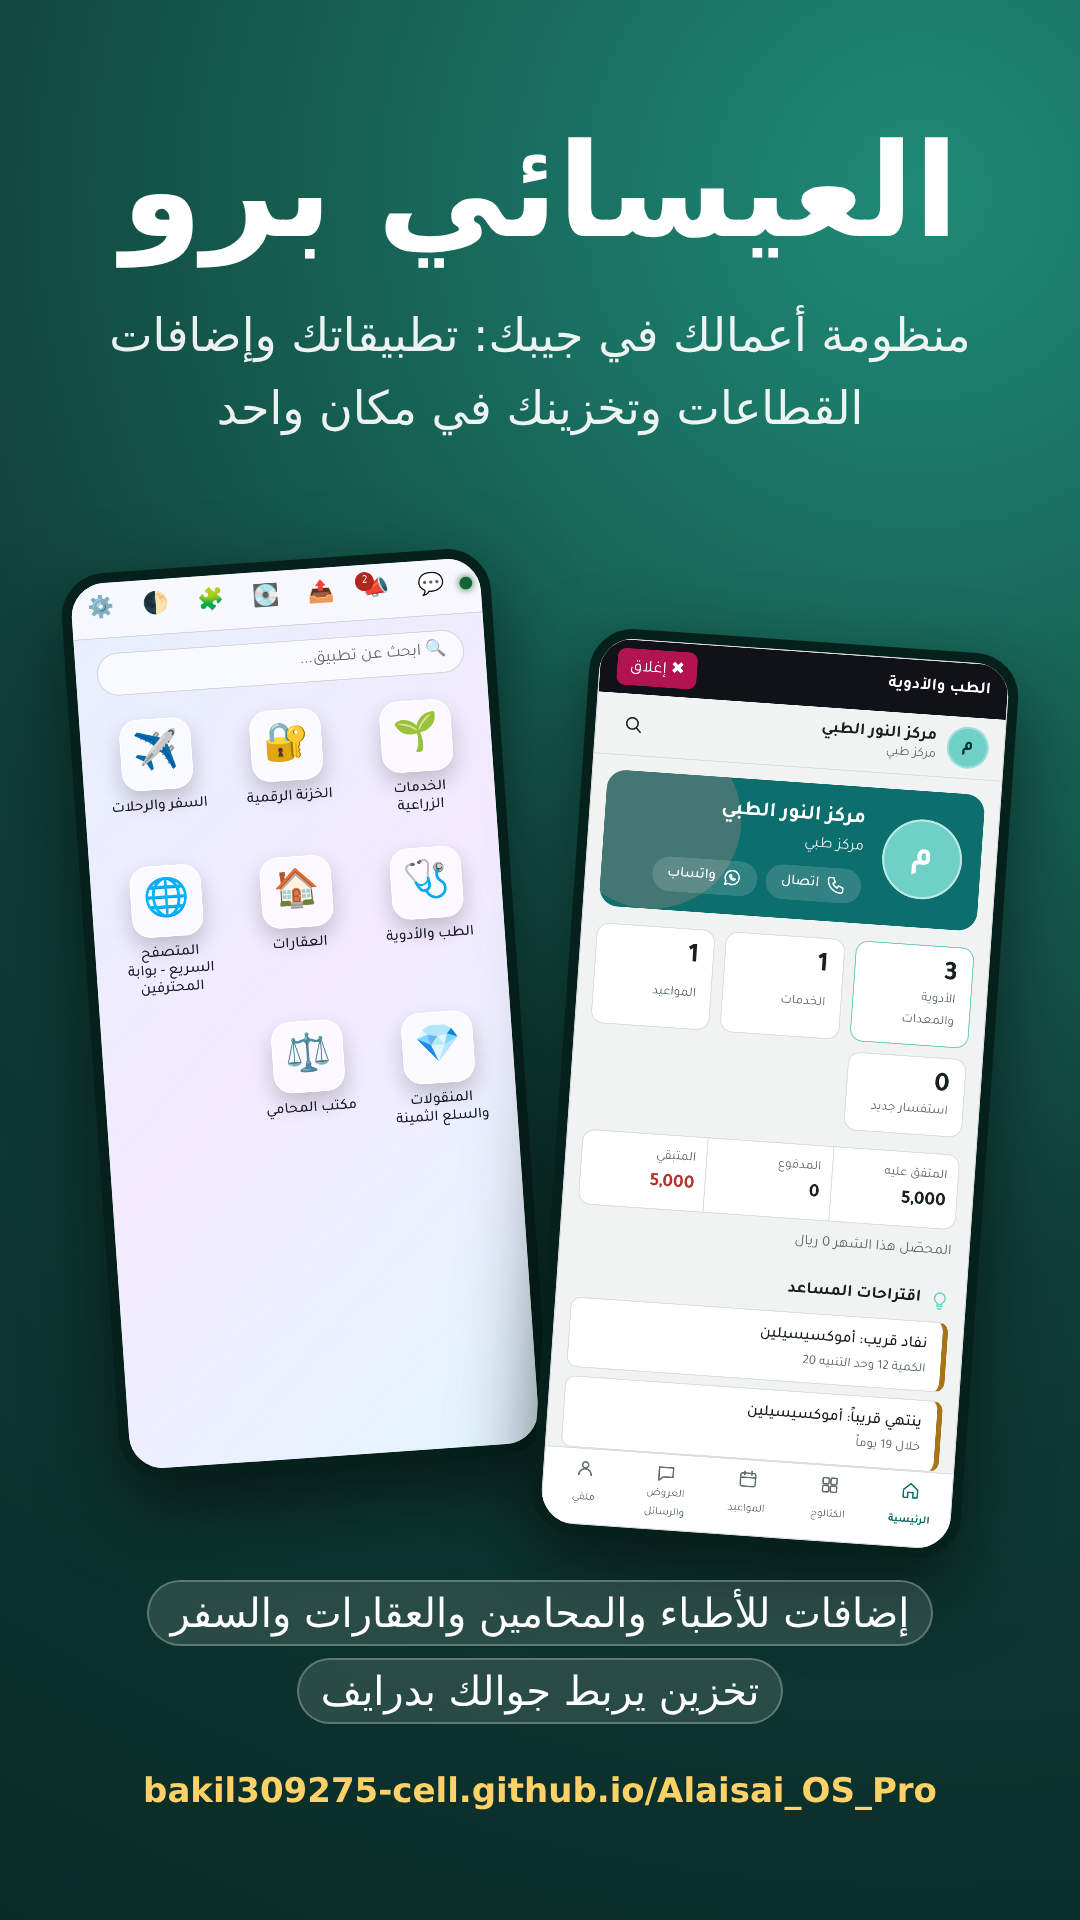 العيسائي برو
منظومة أعمالك في جيبك: تطبيقاتك وإضافات
القطاعات وتخزينك في مكان واحد
2
ابحث عن تطبيق...
الخدمات
الزراعية
الخزنة الرقمية
السفر والرحلات
الطب والأدوية
العقارات
المتصفح
السريع - بوابة
المحترفين
المنقولات
والسلع الثمينة
مكتب المحامي
الطب والأدوية
✖ إغلاق
م
مركز النور الطبي
مركز طبي
م
مركز النور الطبي
مركز طبي
اتصال
واتساب
3
الأدوية
والمعدات
1
الخدمات
1
المواعيد
0
استفسار جديد
المتفق عليه
5,000
المدفوع
0
المتبقي
5,000
المحصّل هذا الشهر 0 ريال
اقتراحات المساعد
نفاد قريب: أموكسيسيلين
الكمية 12 وحد التنبيه 20
ينتهي قريباً: أموكسيسيلين
خلال 19 يوماً
الرئيسية
الكتالوج
المواعيد
العروض
والرسائل
ملفي
إضافات للأطباء والمحامين والعقارات والسفر
تخزين يربط جوالك بدرايف
bakil309275-cell.github.io/Alaisai_OS_Pro